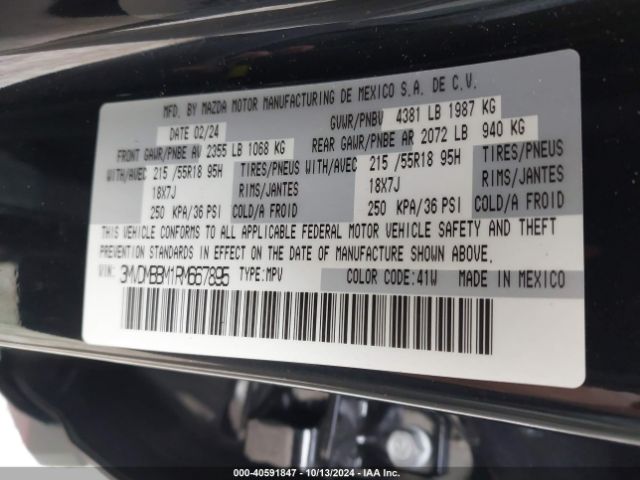 MFD. BY MAZDA MOTOR MANUFACTURING DE MEXICO S.A. DE C.V.
DATE 02/24 GVWR/PNBV 4381 LB 1987 KG
FRONT GAWR/PNBE AV 2355 LB 1068 KG REAR GAWR/PNBE AR 2072 LB 940 KG
WITH/AVEC 215 /55R18 95H TIRES/PNEUS WITH/AVEC 215 /55R18 95H TIRES/PNEUS
18X7J RIMS/JANTES 18X7J RIMS/JANTES
250 KPA/36 PSI COLD/A FROID 250 KPA/36 PSI COLD/A FROID
THIS VEHICLE CONFORMS TO ALL APPLICABLE FEDERAL MOTOR VEHICLE SAFETY AND THEFT
PREVENTION STANDARDS IN EFFECT ON THE DATE OF MANUFACTURE SHOWN ABOVE.
VIN: 3MVDMBBM1RM667895 TYPE:MPV COLOR CODE:41W MADE IN MEXICO
000-40591847 - 10/13/2024 - IAA Inc.